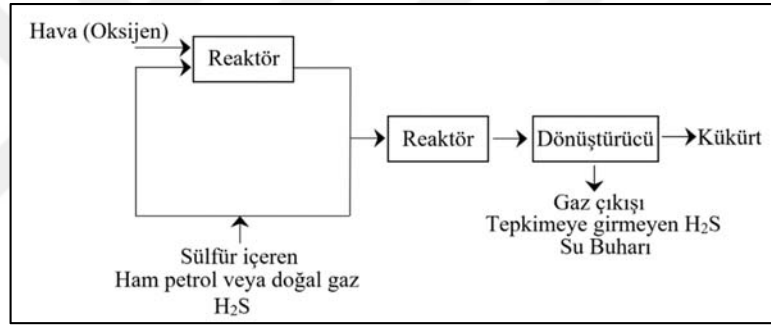 Hava (Oksijen)
Reaktör
Reaktör
Dönüştürücü
Kükürt
Gaz çıkışı
Tepkimeye girmeyen H₂S
Su Buharı
Sülfür içeren
Ham petrol veya doğal gaz
H₂S